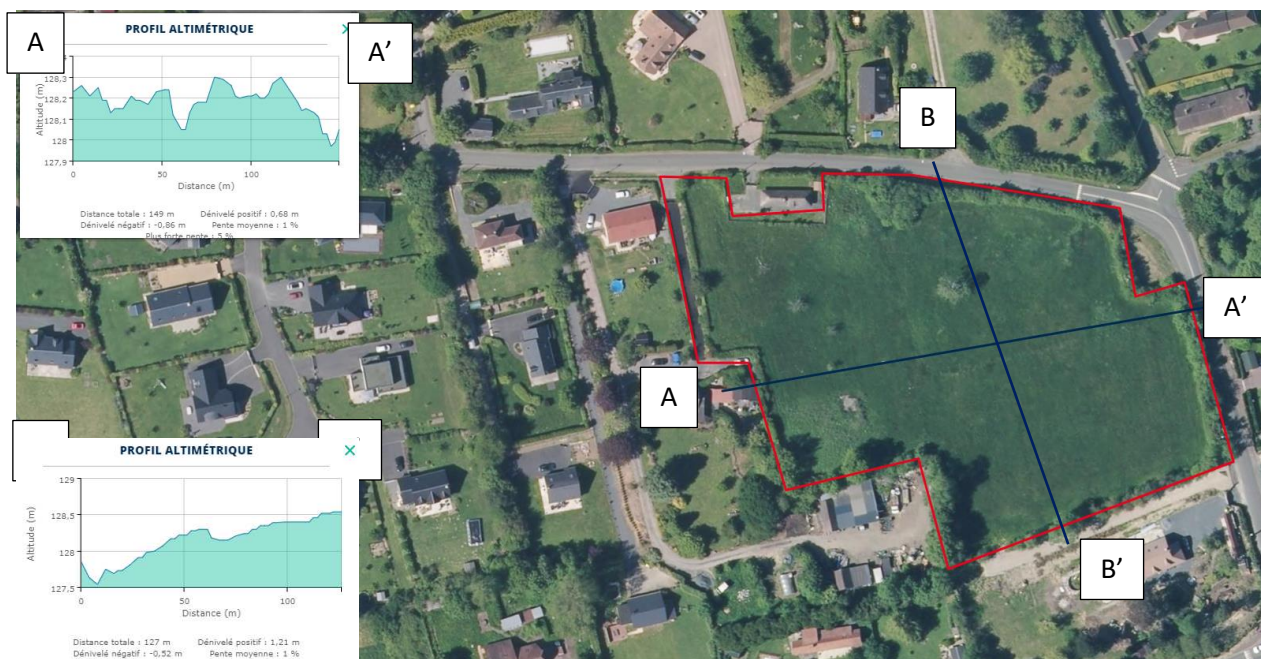 A
PROFIL ALTIMÉTRIQUE
×
A'
128,3
128,2
128,1
128
127,9
Altitude (m)
0
50
100
Distance (m)
Distance totale : 149 m Dénivelé positif : 0,68 m
Dénivelé négatif : -0,86 m Pente moyenne : 1 %
Plus forte pente : 5 %
B
A'
A
B'
PROFIL ALTIMÉTRIQUE
×
129
128,5
128
127,5
Altitude (m)
0
50
100
Distance (m)
Distance totale : 127 m Dénivelé positif : 1,21 m
Dénivelé négatif : -0,52 m Pente moyenne : 1 %